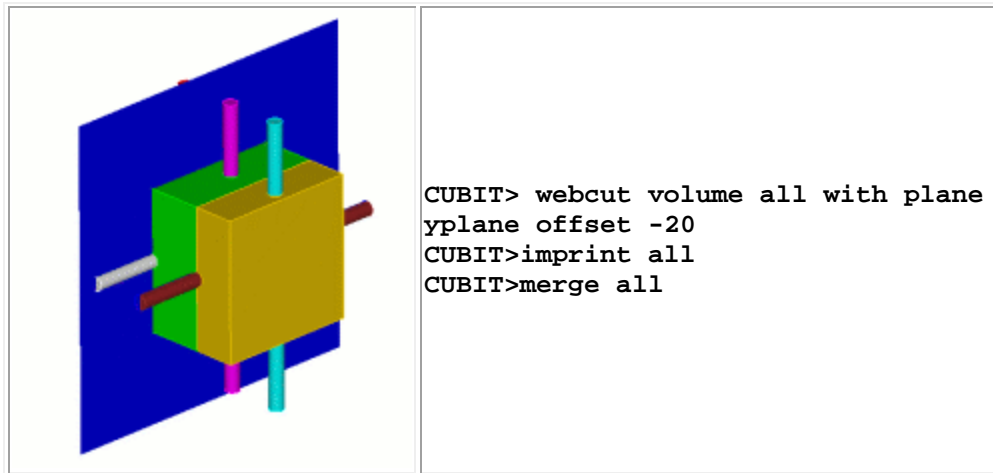 CUBIT> webcut volume all with plane
yplane offset -20
CUBIT>imprint all
CUBIT>merge all